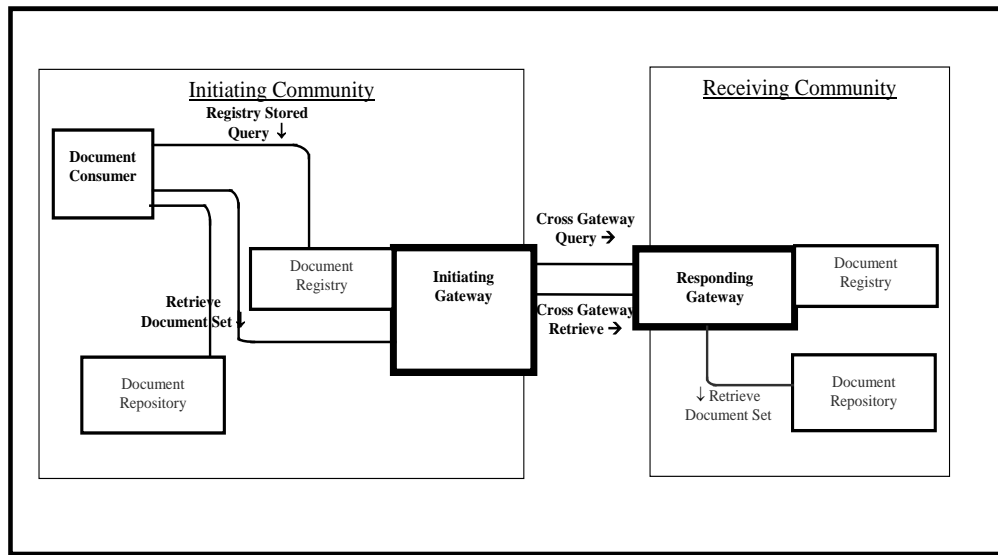 Initiating Community
Registry Stored
Query ↓
Document
Consumer
Document
Registry
Initiating
Gateway
Retrieve
Document Set ↓
Document
Repository
Cross Gateway
Query →
Cross Gateway
Retrieve →
Receiving Community
Responding
Gateway
Document
Registry
↓ Retrieve
Document Set
Document
Repository